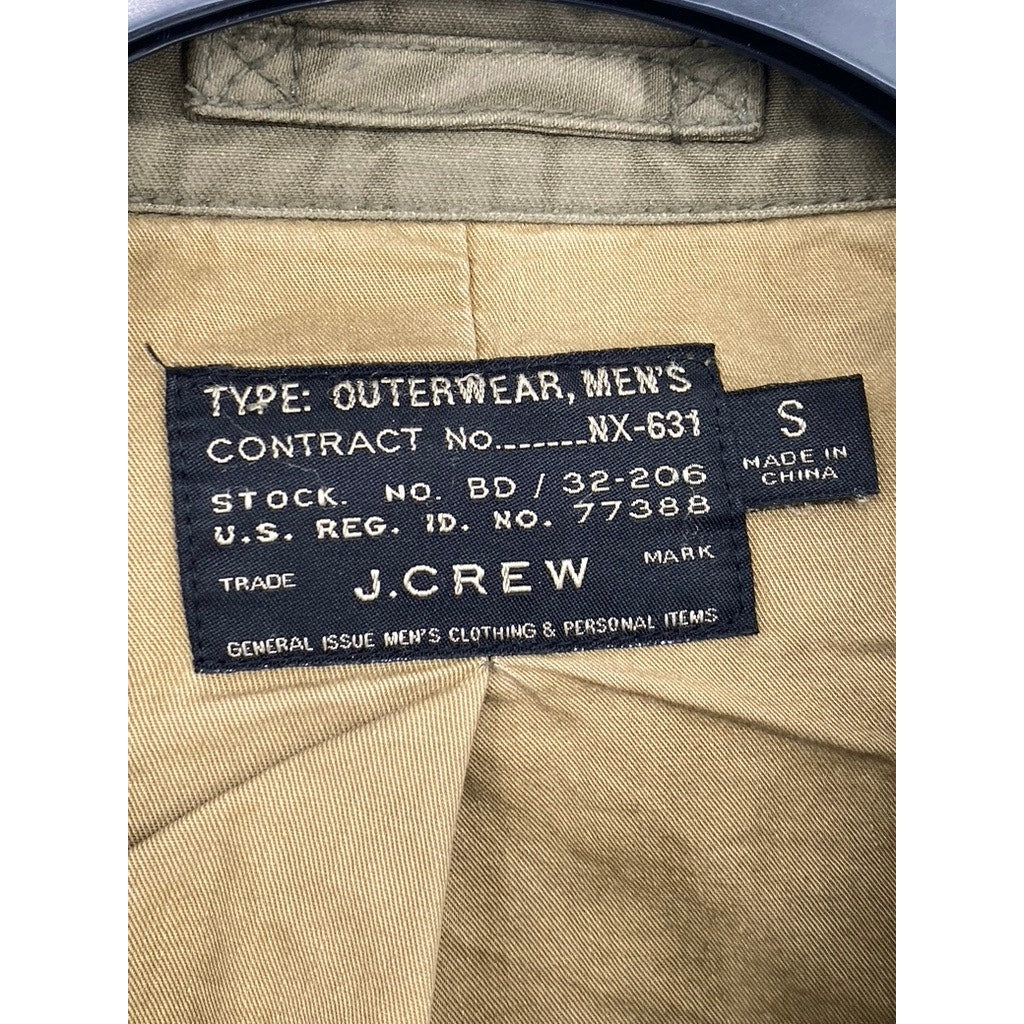 TYPE: OUTERWEAR, MEN'S
CONTRACT No.......NX-631
STOCK. NO. BD / 32-206
U.S. REG. ID. NO. 77388
TRADE J.CREW MARK
GENERAL ISSUE MEN'S CLOTHING & PERSONAL ITEMS
S
MADE IN
CHINA